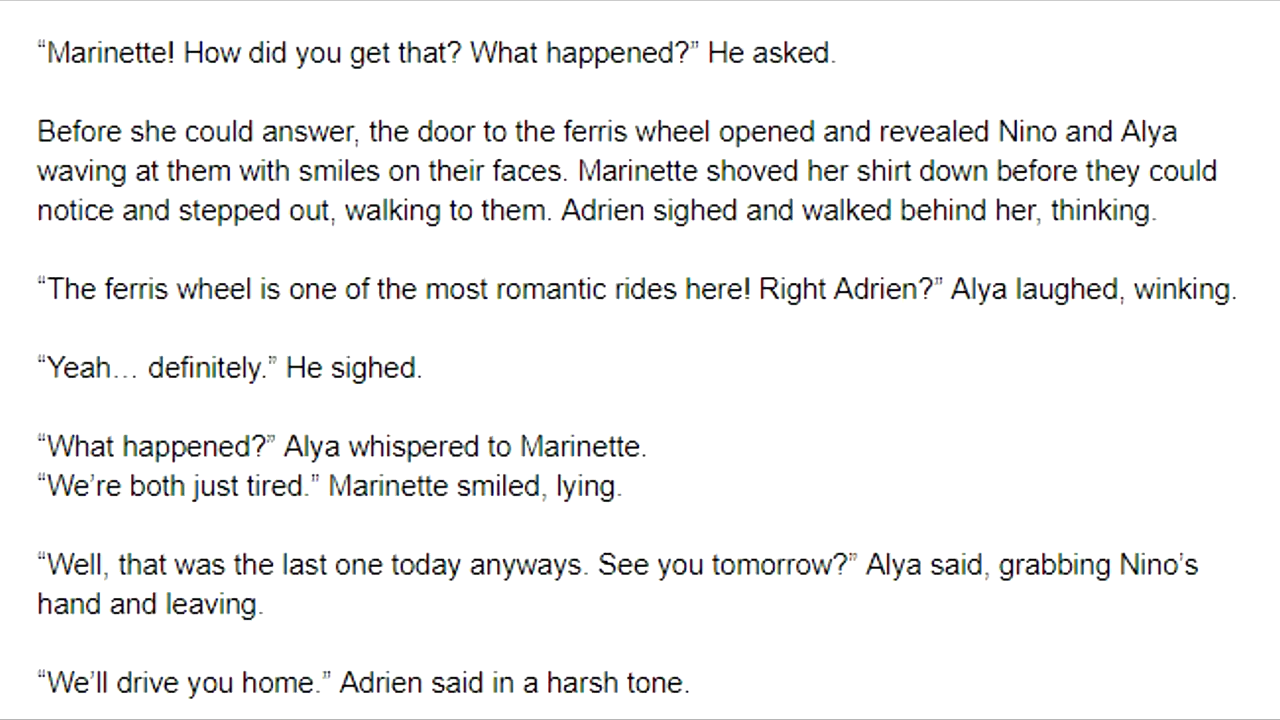 “Marinette! How did you get that? What happened?” He asked.
Before she could answer, the door to the ferris wheel opened and revealed Nino and Alya
waving at them with smiles on their faces. Marinette shoved her shirt down before they could
notice and stepped out, walking to them. Adrien sighed and walked behind her, thinking.
“The ferris wheel is one of the most romantic rides here! Right Adrien?” Alya laughed, winking.
“Yeah… definitely.” He sighed.
“What happened?” Alya whispered to Marinette.
“We’re both just tired.” Marinette smiled, lying.
“Well, that was the last one today anyways. See you tomorrow?” Alya said, grabbing Nino’s
hand and leaving.
“We’ll drive you home.” Adrien said in a harsh tone.